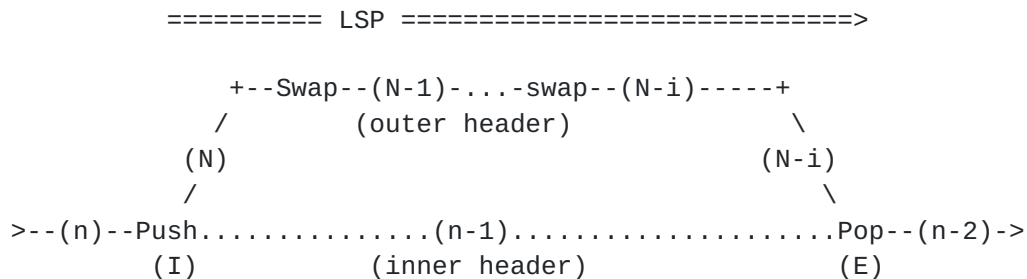 ========== LSP =============================>
+--Swap--(N-1)-...-swap--(N-i)-----+
/ (outer header) \
(N) (N-i)
/ \
>--(n)--Push...............(n-1).....................Pop--(n-2)->
(I) (inner header) (E)